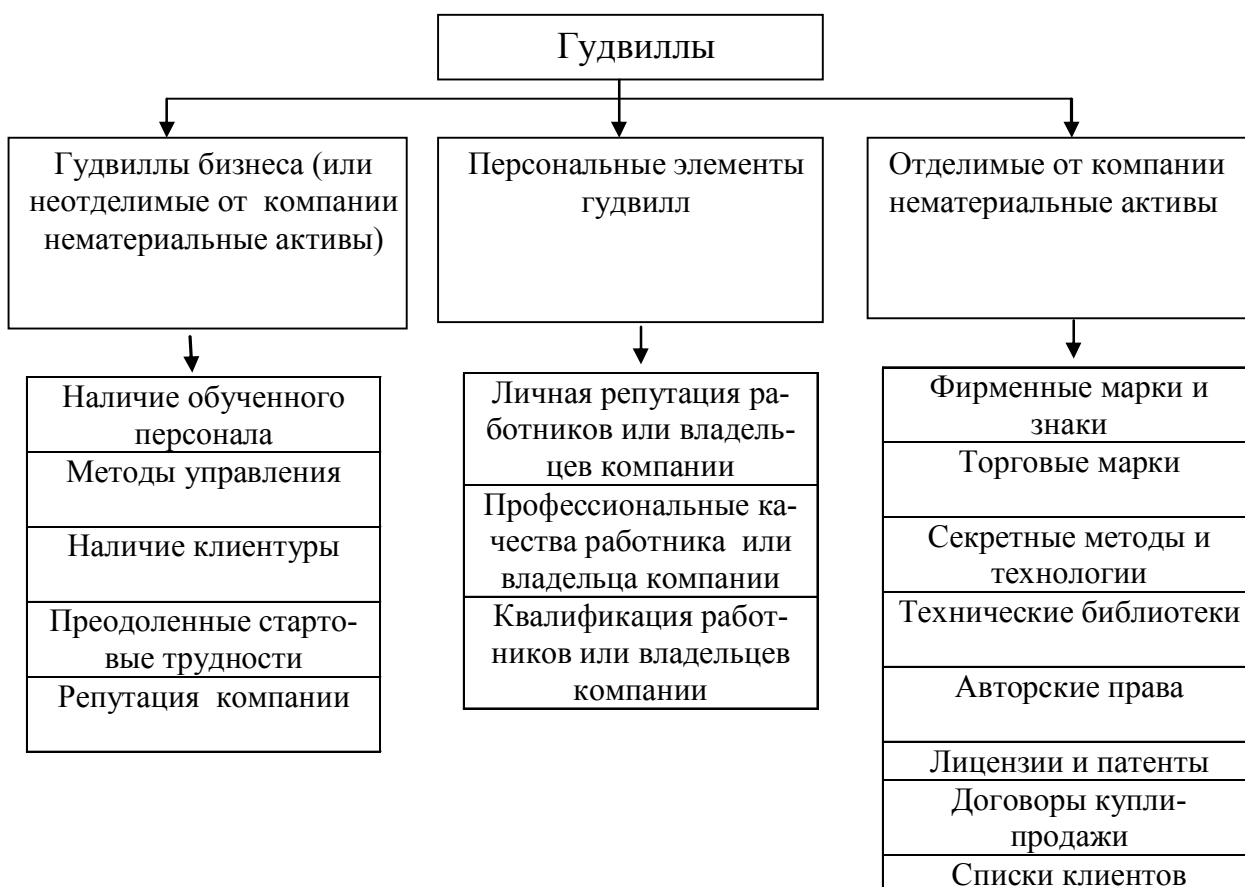 Гудвиллы
Гудвиллы бизнеса (или
неотделимые от компании
нематериальные активы)
Персональные элементы
гудвилл
Отделимые от компании
нематериальные активы
Наличие обученного
персонала
Методы управления
Наличие клиентуры
Преодоленные старто-
вые трудности
Репутация компании
Личная репутация ра-
ботников или владель-
цев компании
Профессиональные ка-
чества работника или
владельца компании
Квалификация работ-
ников или владельцев
компании
Фирменные марки и
знаки
Торговые марки
Секретные методы и
технологии
Технические библиотеки
Авторские права
Лицензии и патенты
Договоры купли-
продажи
Списки клиентов